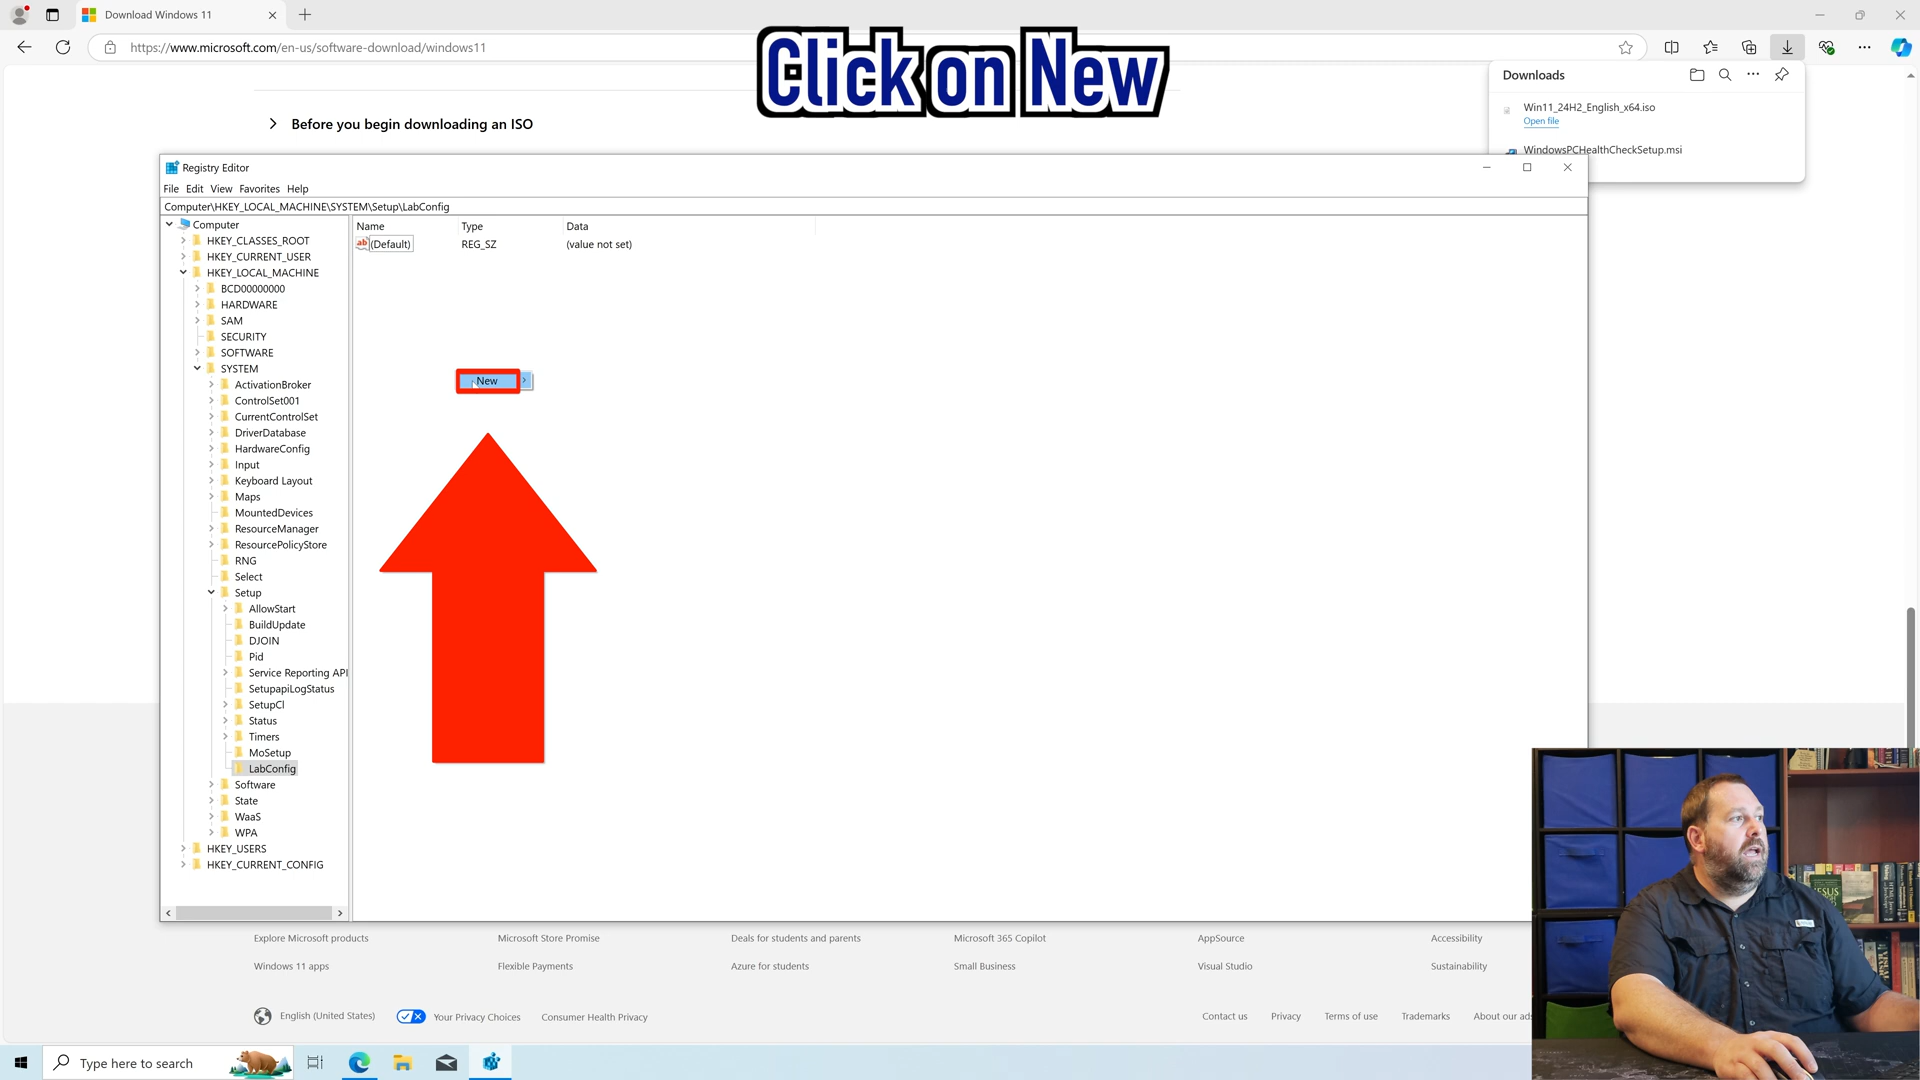 Download Windows 11
https://www.microsoft.com/en-us/software-download/windows11
Click on New
Downloads
Win11_24H2_English_x64.iso
Open file
WindowsPCHealthCheckSetup.msi
Before you begin downloading an ISO
Registry Editor
File Edit View Favorites Help
Computer\HKEY_LOCAL_MACHINE\SYSTEM\Setup\LabConfig
Computer
HKEY_CLASSES_ROOT
HKEY_CURRENT_USER
HKEY_LOCAL_MACHINE
BCD00000000
HARDWARE
SAM
SECURITY
SOFTWARE
SYSTEM
ActivationBroker
ControlSet001
CurrentControlSet
DriverDatabase
HardwareConfig
Input
Keyboard Layout
Maps
MountedDevices
ResourceManager
ResourcePolicyStore
RNG
Select
Setup
AllowStart
BuildUpdate
DJOIN
Pid
Service Reporting API
SetupapiLogStatus
SetupCl
Status
Timers
MoSetup
LabConfig
Software
State
WaaS
WPA
HKEY_USERS
HKEY_CURRENT_CONFIG
Name Type Data
ab (Default) REG_SZ (value not set)
New
Explore Microsoft products Microsoft Store Promise Deals for students and parents Microsoft 365 Copilot AppSource Accessibility
Windows 11 apps Flexible Payments Azure for students Small Business Visual Studio Sustainability
English (United States) Your Privacy Choices Consumer Health Privacy Contact us Privacy Terms of use Trademarks About our ads
Type here to search
JESUS